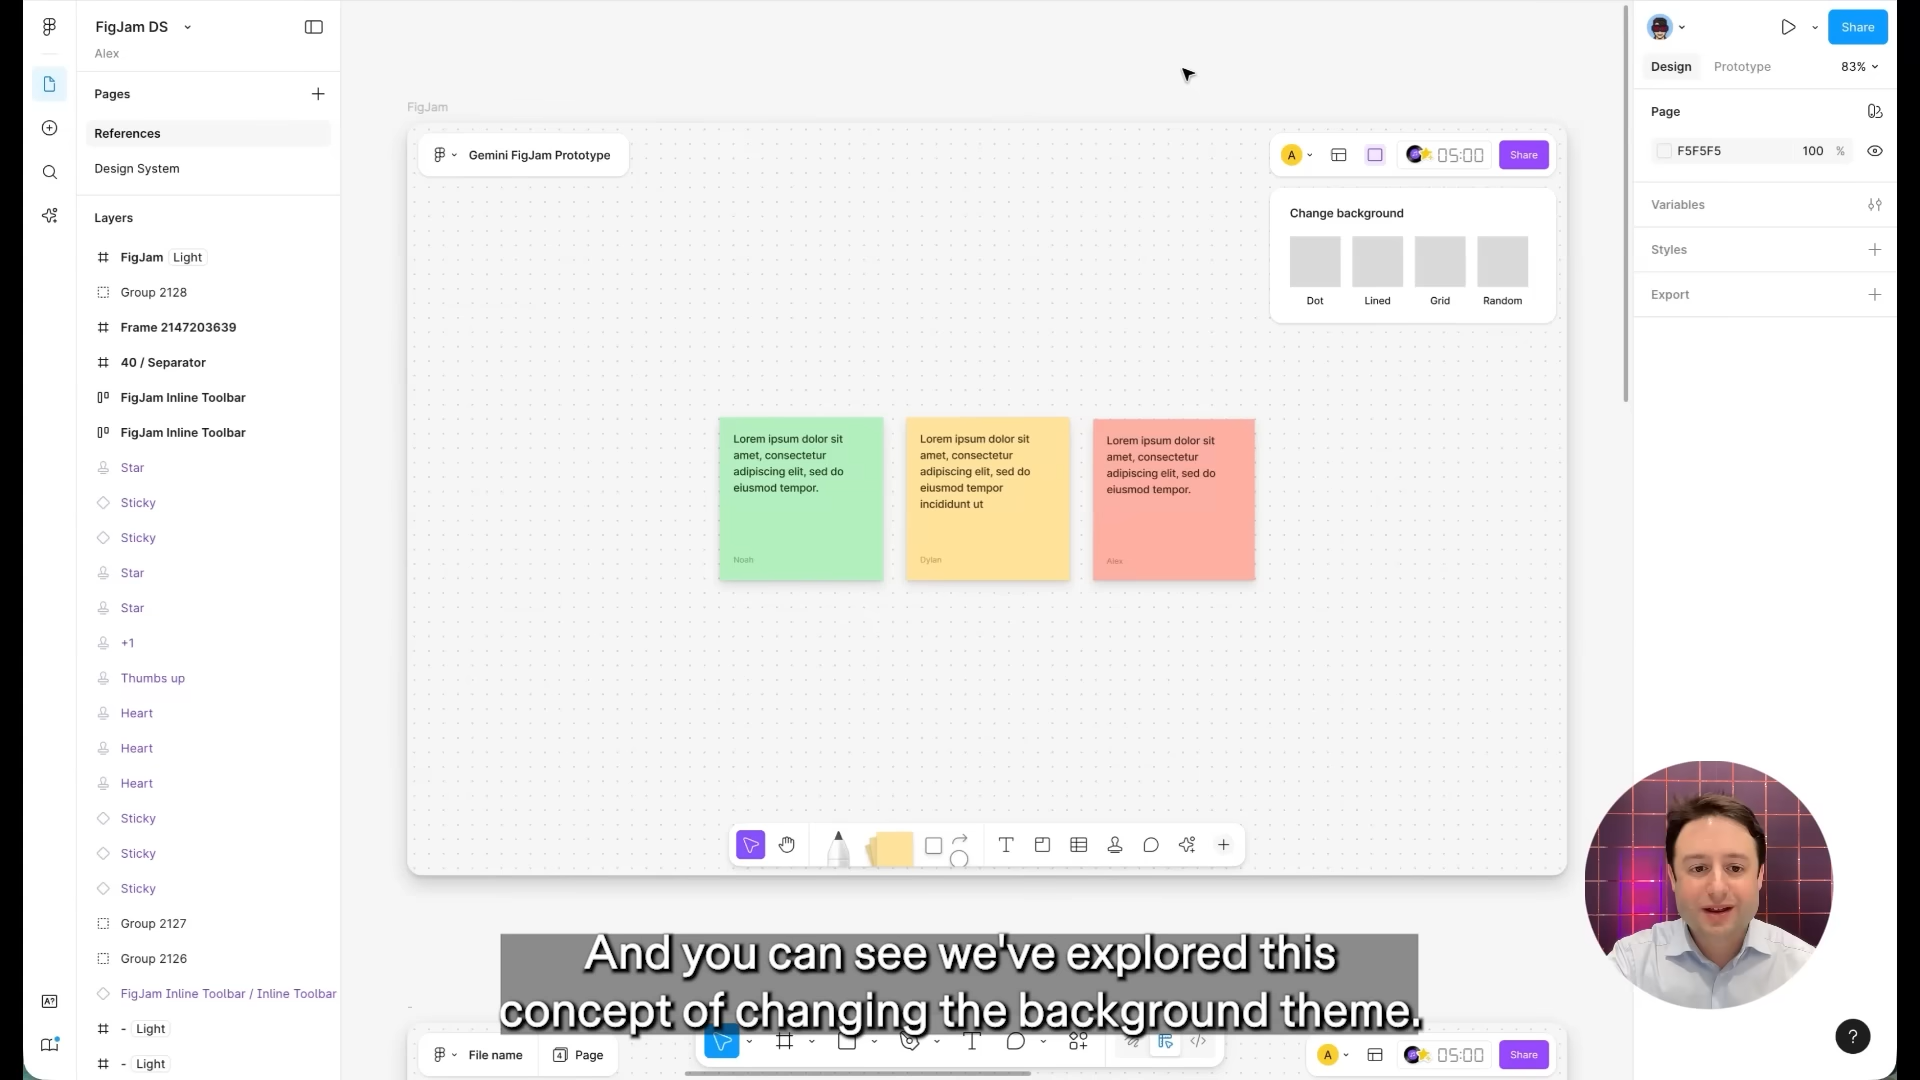 FigJam DS
Alex
Pages
References
Design System
Layers
FigJam Light
Group 2128
Frame 2147203639
40 / Separator
FigJam Inline Toolbar
FigJam Inline Toolbar
Star
Sticky
Sticky
Star
Star
+1
Thumbs up
Heart
Heart
Heart
Sticky
Sticky
Sticky
Group 2127
Group 2126
FigJam Inline Toolbar / Inline Toolbar
- Light
- Light
A?
FigJam
Gemini FigJam Prototype
A
05:00
Share
Change background
Dot
Lined
Grid
Random
Lorem ipsum dolor sit
amet, consectetur
adipiscing elit, sed do
eiusmod tempor.
Noah
Lorem ipsum dolor sit
amet, consectetur
adipiscing elit, sed do
eiusmod tempor
incididunt ut
Dylan
Lorem ipsum dolor sit
amet, consectetur
adipiscing elit, sed do
eiusmod tempor.
Alex
And you can see we've explored this
concept of changing the background theme.
File name
4 Page
A
05:00
Share
Share
Design
Prototype
83%
Page
F5F5F5
100 %
Variables
Styles
Export
?